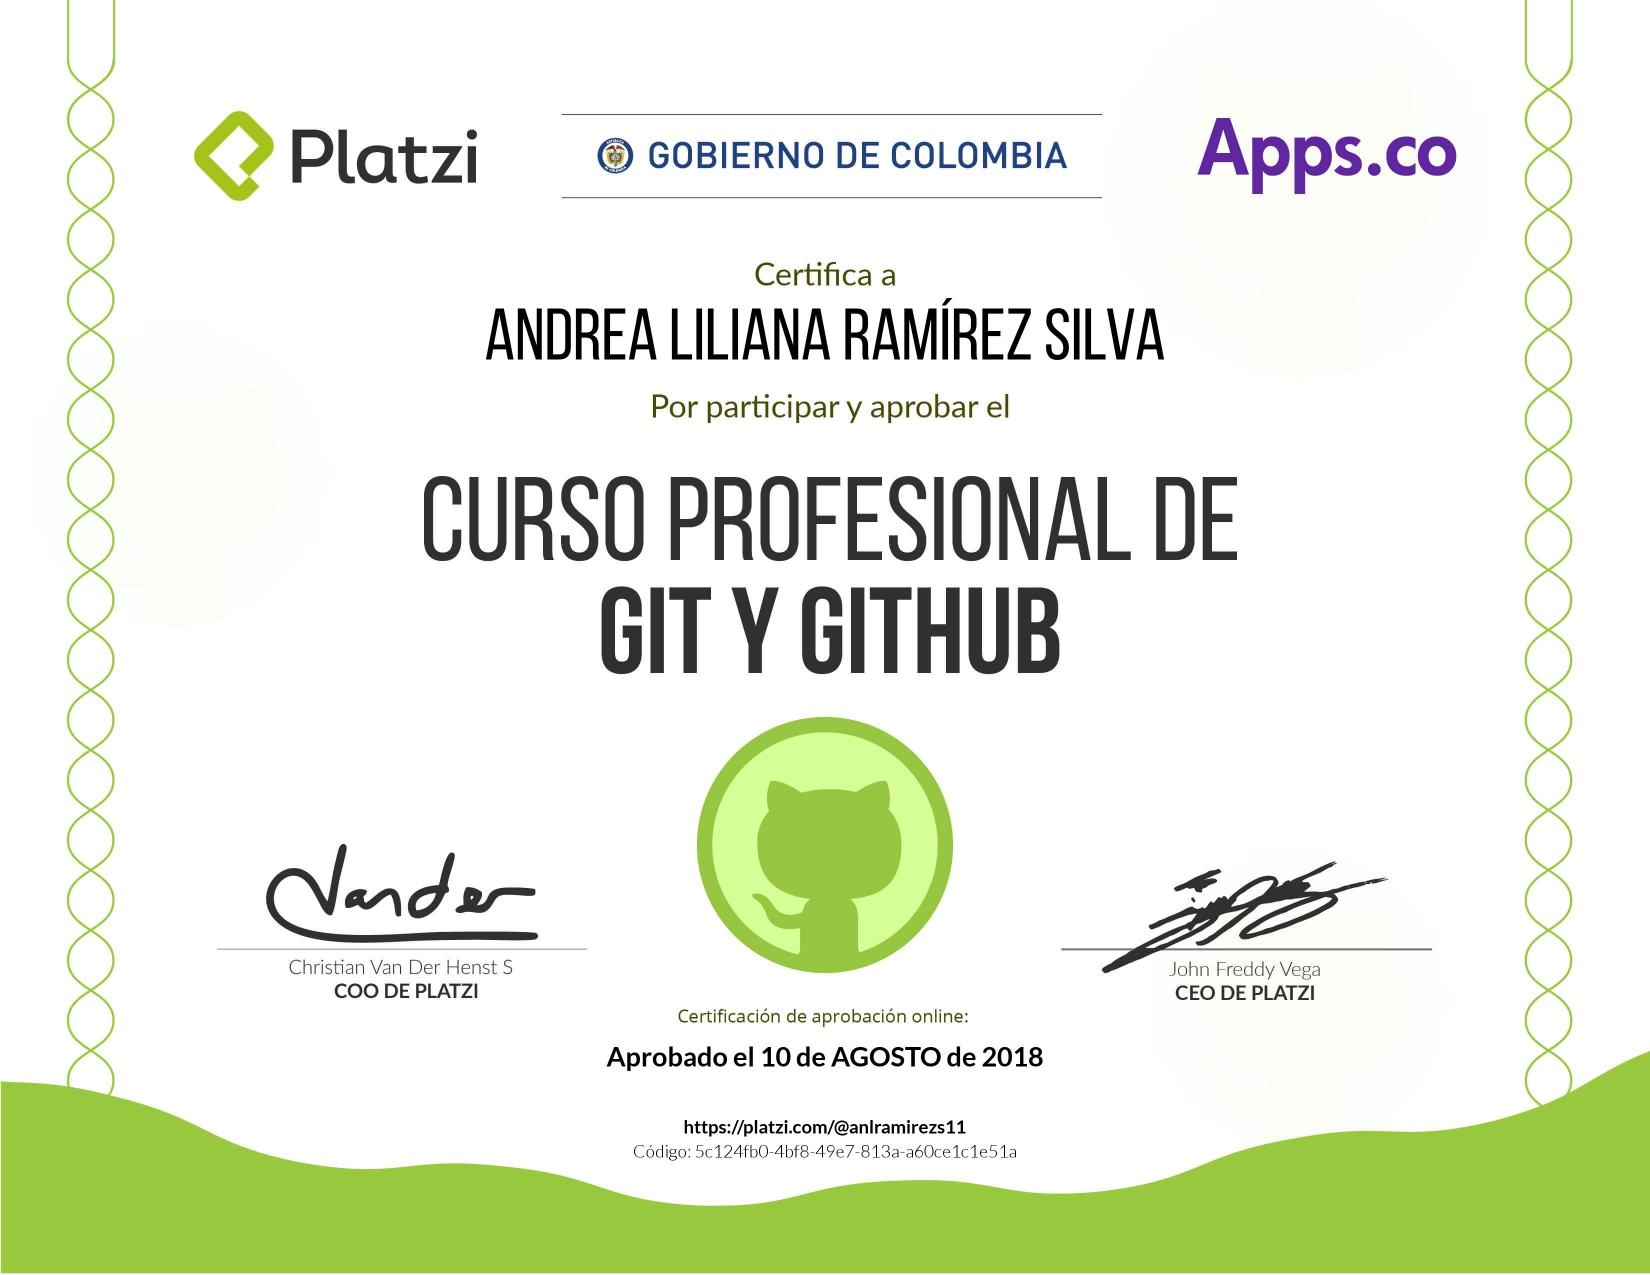 Platzi
GOBIERNO DE COLOMBIA
Apps.co
Certifica a
ANDREA LILIANA RAMÍREZ SILVA
Por participar y aprobar el
CURSO PROFESIONAL DE
GIT Y GITHUB
Vander
Christian Van Der Henst S
COO DE PLATZI
John Freddy Vega
CEO DE PLATZI
Certificación de aprobación online:
Aprobado el 10 de AGOSTO de 2018
https://platzi.com/@anlramirezs11
Código: 5c124fb0-4bf8-49e7-813a-a60ce1c1e51a